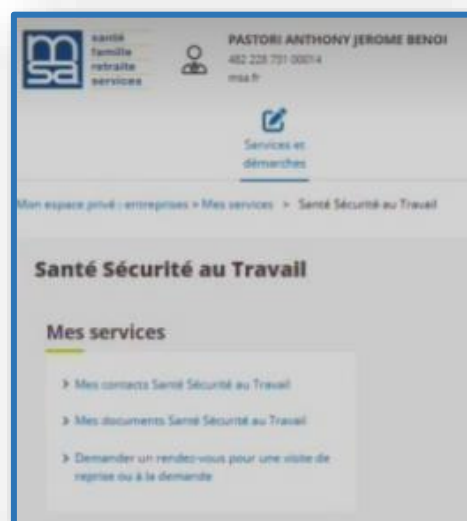 msa
santé
famille
retraite
services
PASTORI ANTHONY JEROME BENOI
482 228 731 00014
msa.fr
Services et
démarches
Mon espace privé : entreprises > Mes services > Santé Sécurité au Travail
Santé Sécurité au Travail
Mes services
> Mes contacts Santé Sécurité au Travail
> Mes documents Santé Sécurité au Travail
> Demander un rendez-vous pour une visite de
reprise ou à la demande